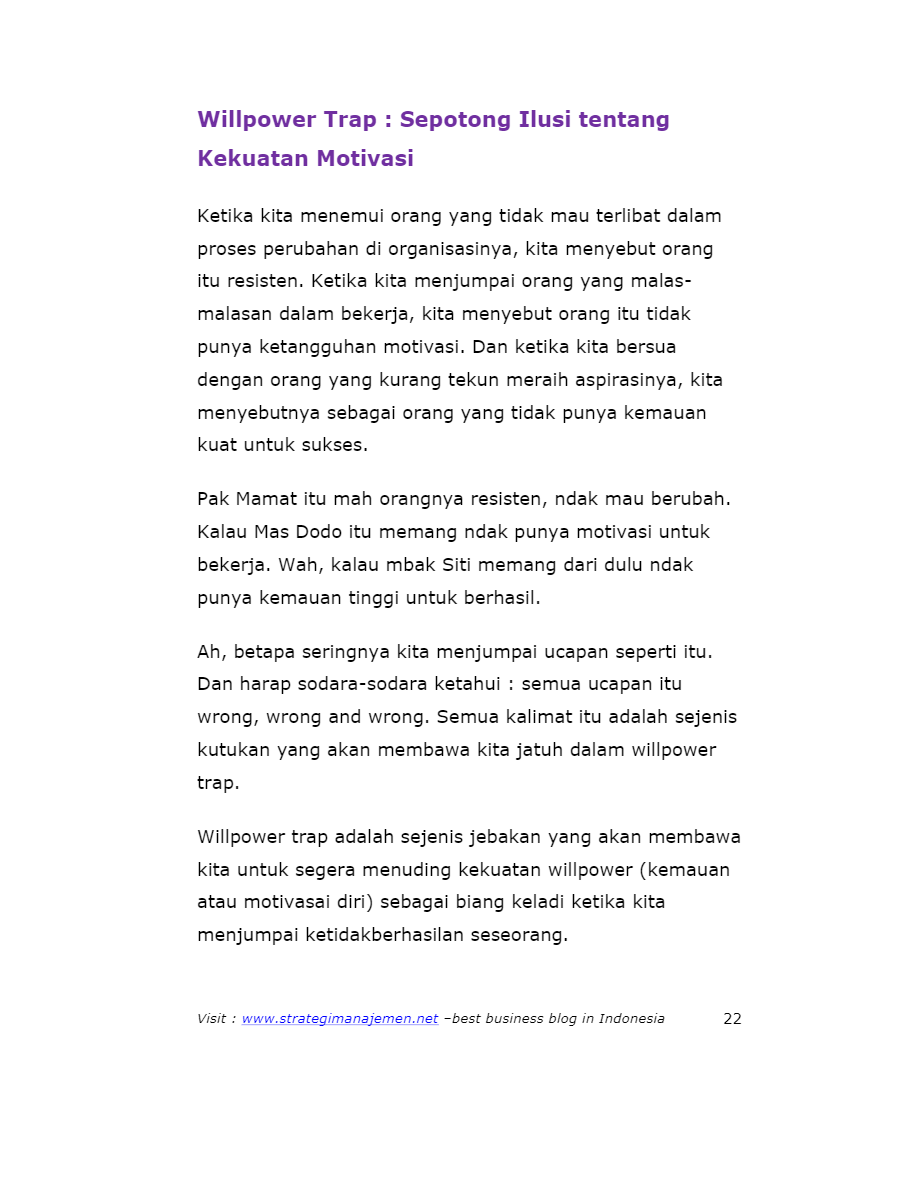 Willpower Trap : Sepotong Ilusi tentang
Kekuatan Motivasi
Ketika kita menemui orang yang tidak mau terlibat dalam
proses perubahan di organisasinya, kita menyebut orang
itu resisten. Ketika kita menjumpai orang yang malas-
malasan dalam bekerja, kita menyebut orang itu tidak
punya ketangguhan motivasi. Dan ketika kita bersua
dengan orang yang kurang tekun meraih aspirasinya, kita
menyebutnya sebagai orang yang tidak punya kemauan
kuat untuk sukses.
Pak Mamat itu mah orangnya resisten, ndak mau berubah.
Kalau Mas Dodo itu memang ndak punya motivasi untuk
bekerja. Wah, kalau mbak Siti memang dari dulu ndak
punya kemauan tinggi untuk berhasil.
Ah, betapa seringnya kita menjumpai ucapan seperti itu.
Dan harap sodara-sodara ketahui : semua ucapan itu
wrong, wrong and wrong. Semua kalimat itu adalah sejenis
kutukan yang akan membawa kita jatuh dalam willpower
trap.
Willpower trap adalah sejenis jebakan yang akan membawa
kita untuk segera menuding kekuatan willpower (kemauan
atau motivasai diri) sebagai biang keladi ketika kita
menjumpai ketidakberhasilan seseorang.
Visit : www.strategimanajemen.net –best business blog in Indonesia 22